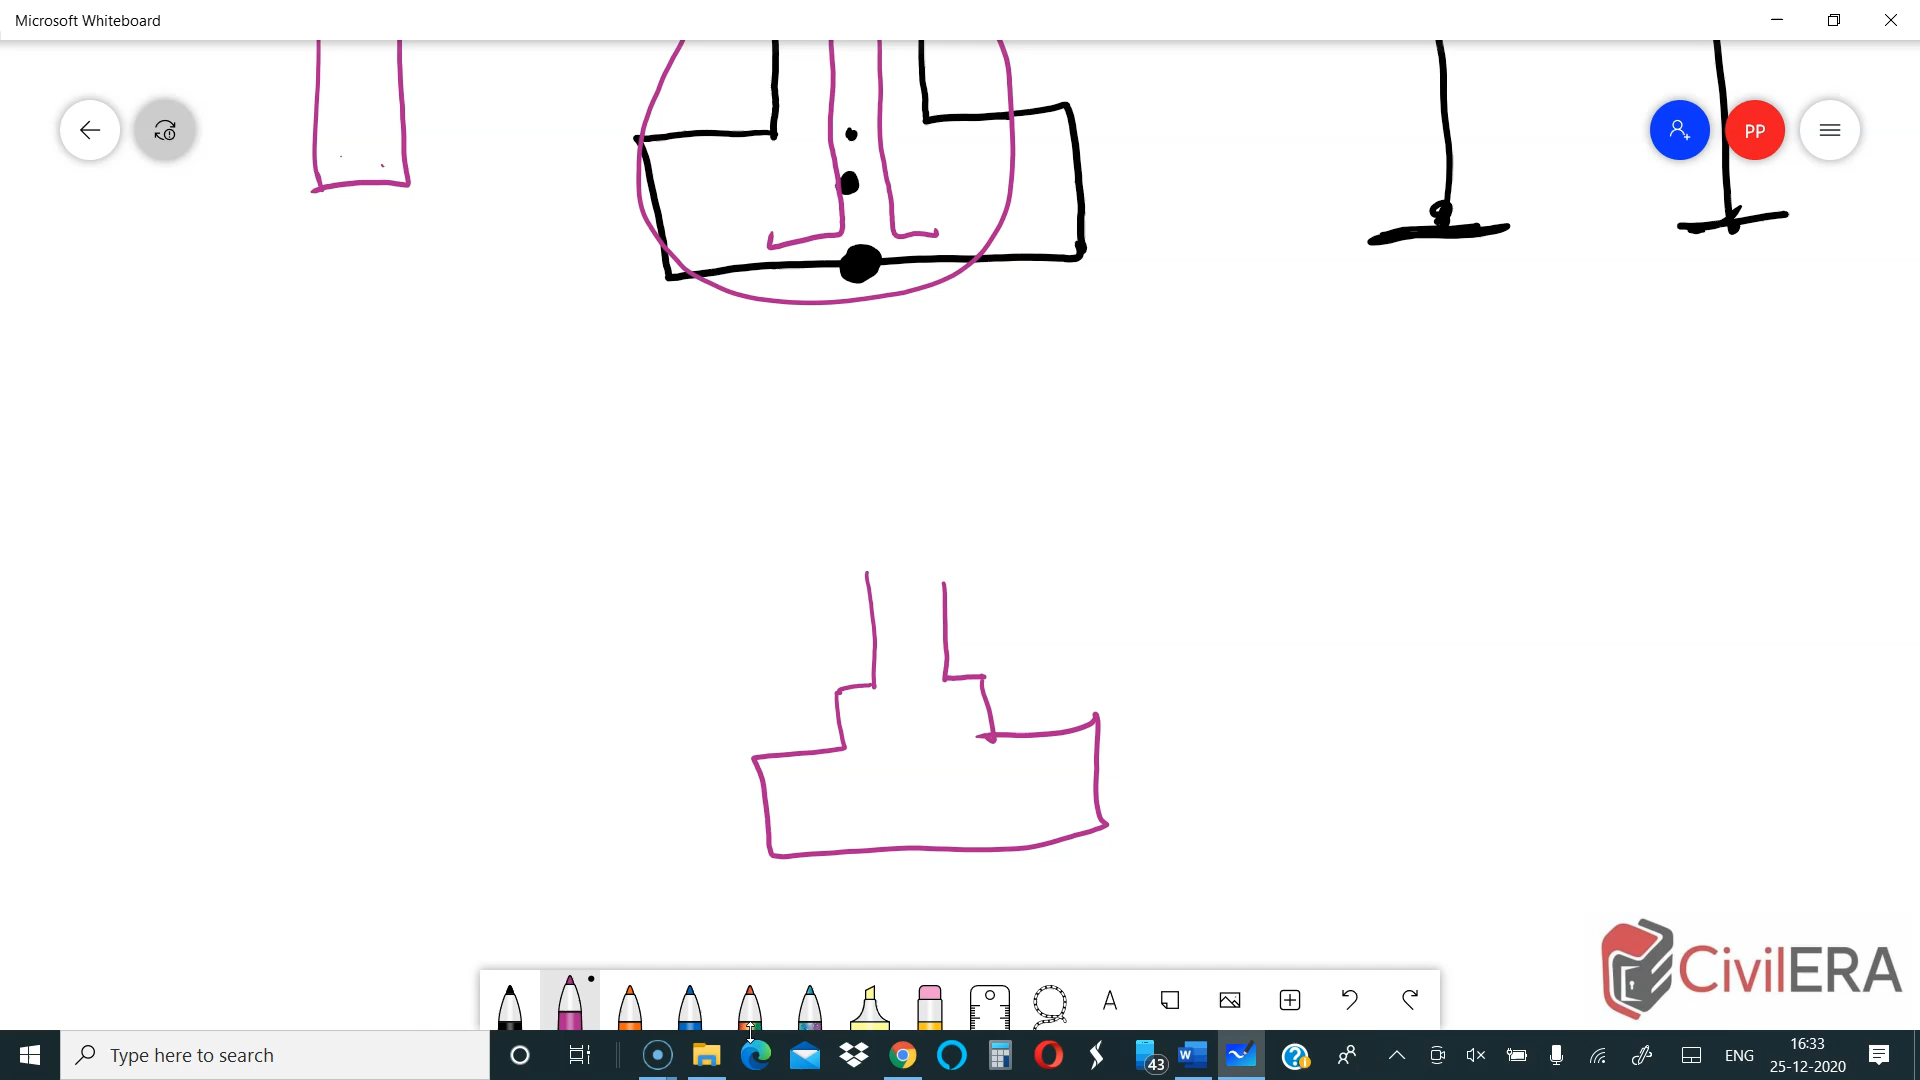 Microsoft Whiteboard
PP
A
CivilERA
Type here to search
43
W
ENG
16:33
25-12-2020